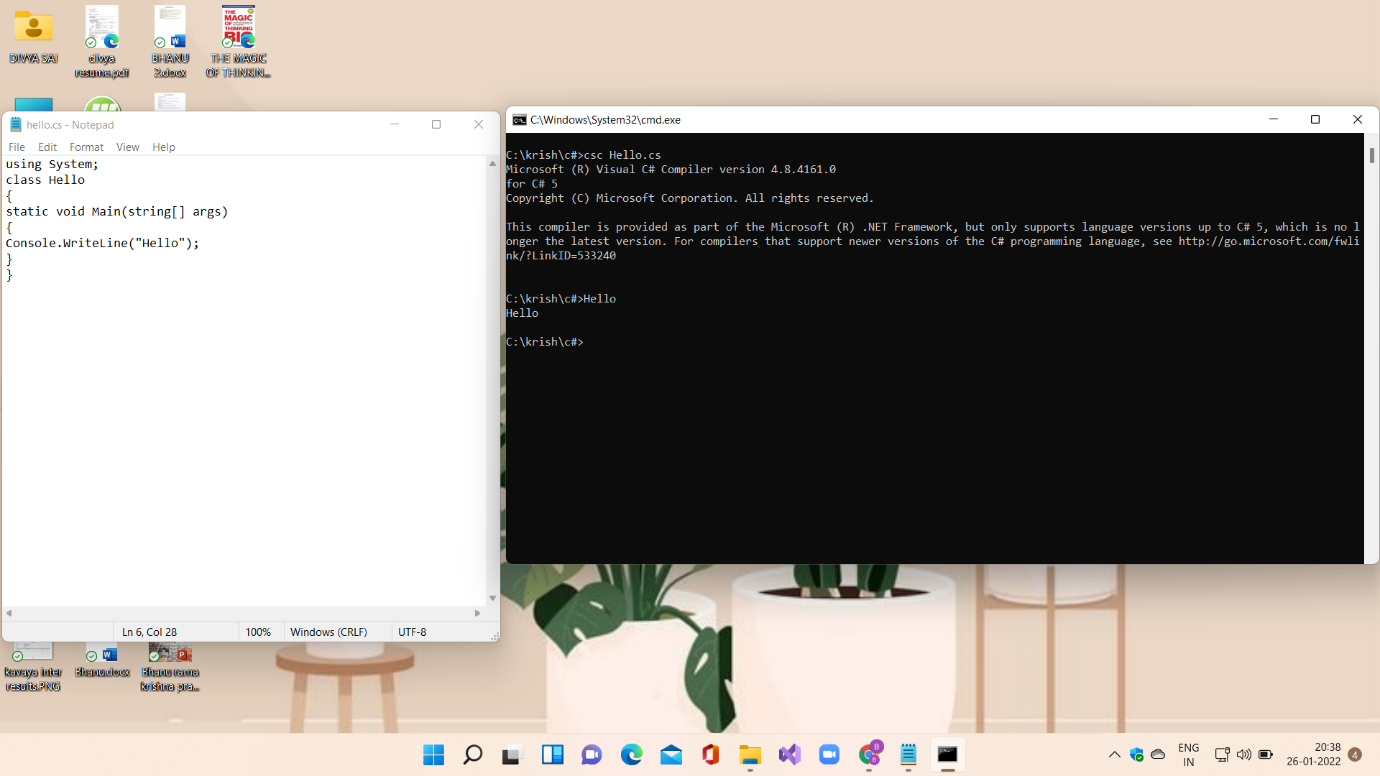 DIVYA SAI
divya
resume.pdf
BHANU
2.docx
THE MAGIC
OF THINKIN...
THE
MAGIC
OF
THINKING
BIG
hello.cs - Notepad
File Edit Format View Help
using System;
class Hello
{
static void Main(string[] args)
{
Console.WriteLine("Hello");
}
}
Ln 6, Col 28 100% Windows (CRLF) UTF-8
C:\Windows\System32\cmd.exe
C:\krish\c#>csc Hello.cs
Microsoft (R) Visual C# Compiler version 4.8.4161.0
for C# 5
Copyright (C) Microsoft Corporation. All rights reserved.
This compiler is provided as part of the Microsoft (R) .NET Framework, but only supports language versions up to C# 5, which is no l
onger the latest version. For compilers that support newer versions of the C# programming language, see http://go.microsoft.com/fwli
nk/?LinkID=533240
C:\krish\c#>Hello
Hello
C:\krish\c#>
kavaya inter
results.PNG
Bhanu.docx
Bhanu rama
krishna pra...
ENG
IN
20:38
26-01-2022
4